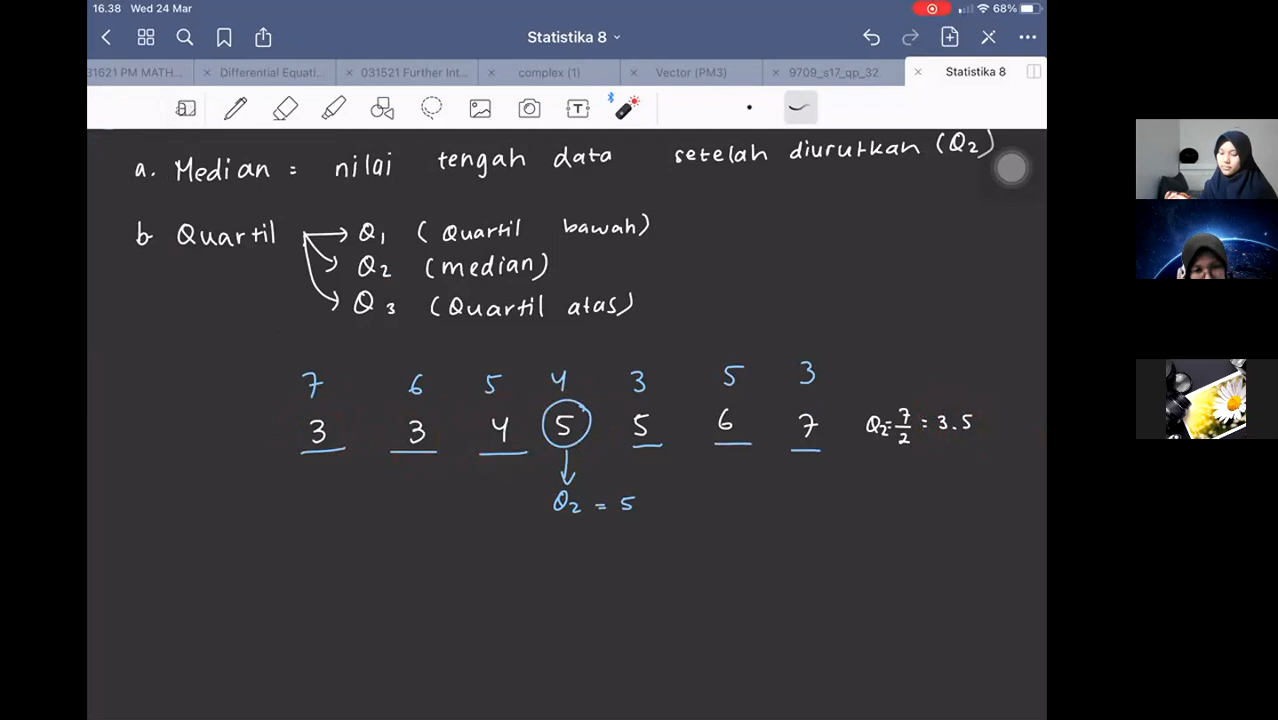 16.38 Wed 24 Mar
68%
Statistika 8
031621 PM MATH...
Differential Equati...
031521 Further Int...
complex (1)
Vector (PM3)
9709_s17_qp_32
Statistika 8
a. Median = nilai tengah data setelah diurutkan (Q2)
b Quartil Q1 (Quartil bawah)
Q2 (median)
Q3 (Quartil atas)
7 6 5 4 3 5 3
3 3 4 5 5 6 7 Q2=7/2 = 3.5
Q2 = 5